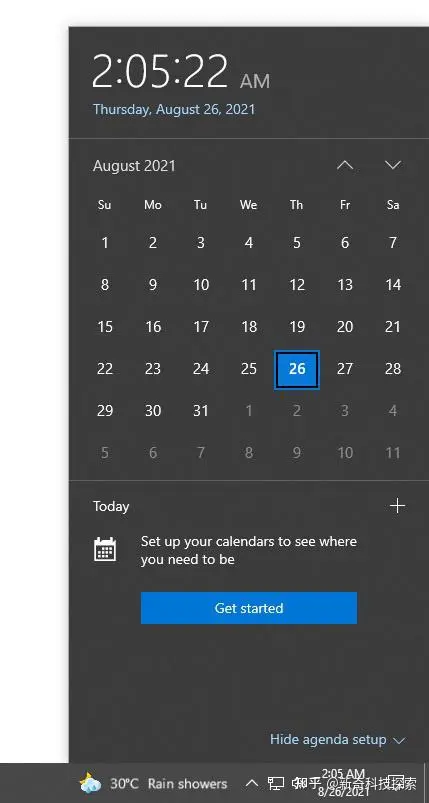 2:05:22 AM
Thursday, August 26, 2021
August 2021
Su Mo Tu We Th Fr Sa
1 2 3 4 5 6 7
8 9 10 11 12 13 14
15 16 17 18 19 20 21
22 23 24 25 26 27 28
29 30 31 1 2 3 4
5 6 7 8 9 10 11
Today
Set up your calendars to see where
you need to be
Get started
Hide agenda setup
30°C Rain showers
2:05 AM
知乎 @新奇科技探索
8/26/2021